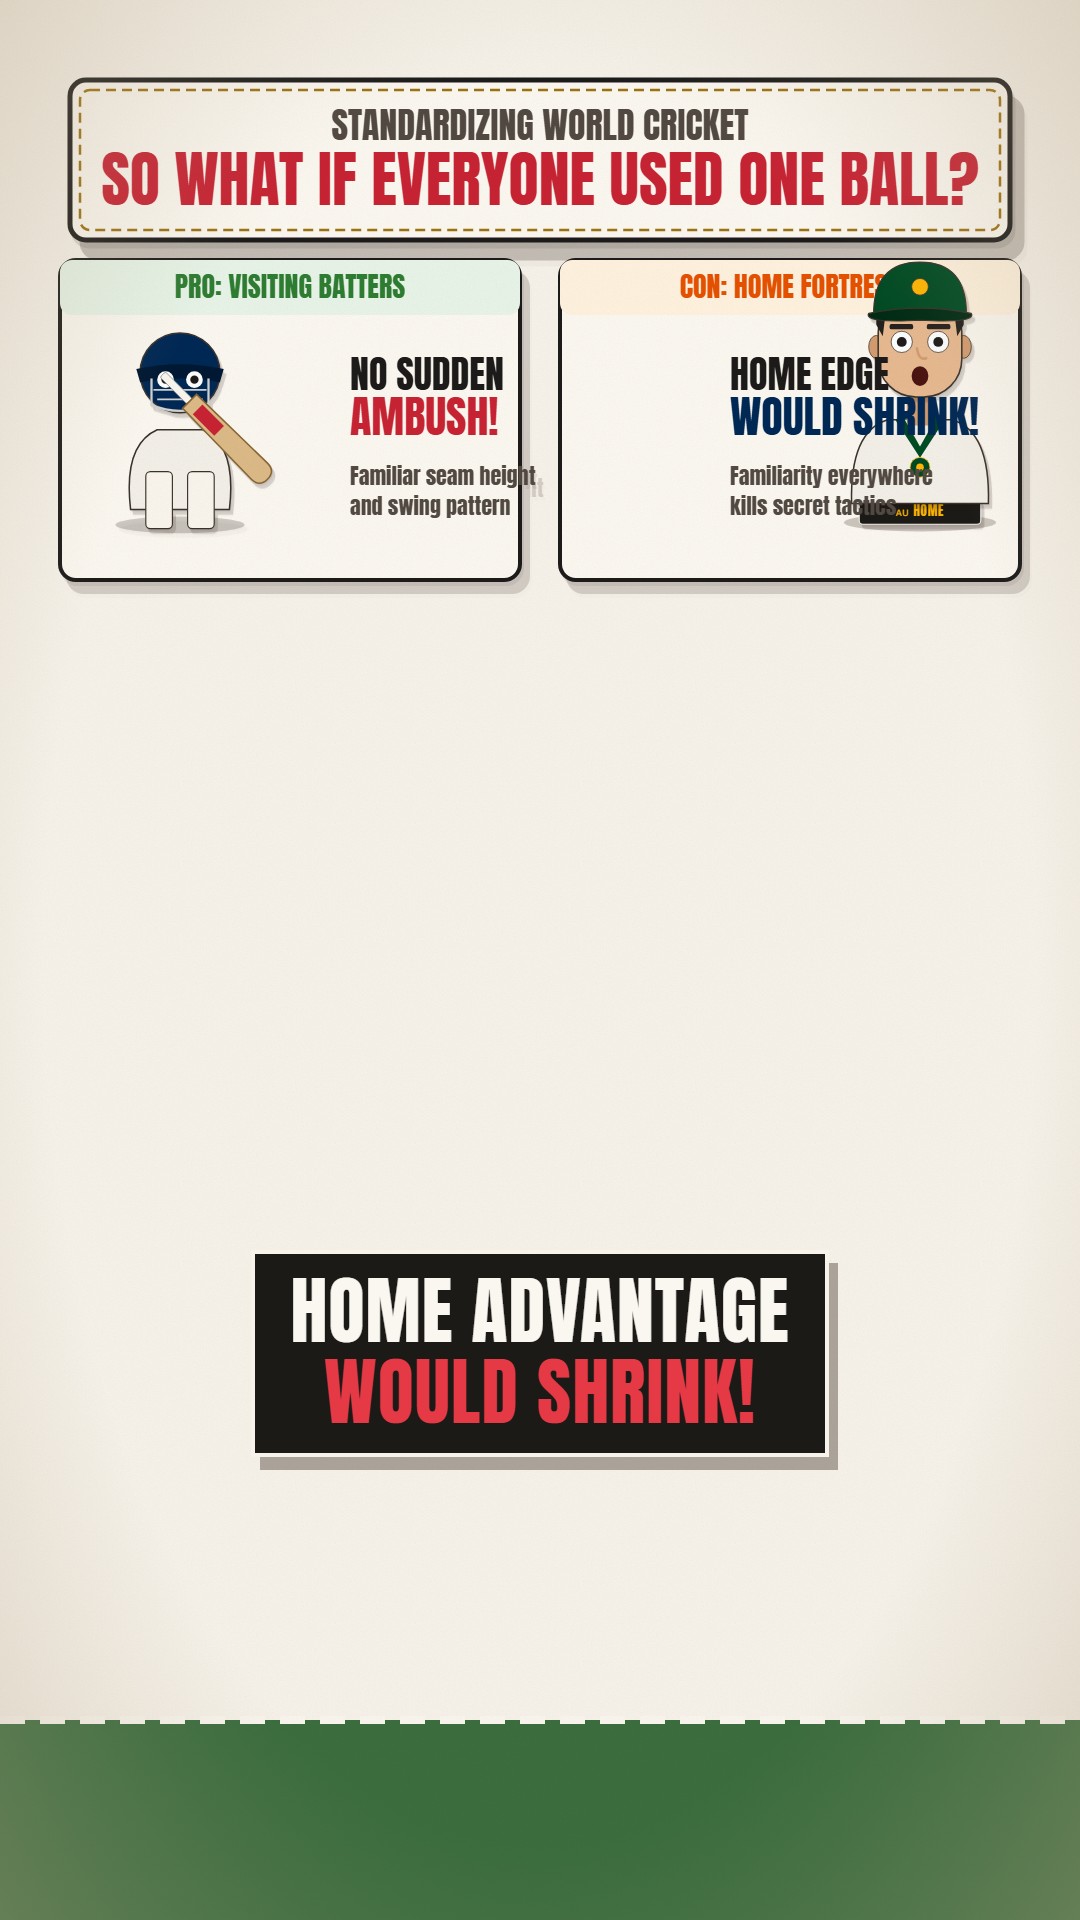 STANDARDIZING WORLD CRICKET
SO WHAT IF EVERYONE USED ONE BALL?
PRO: VISITING BATTERS
NO SUDDEN
AMBUSH!
Familiar seam height
and swing pattern
CON: HOME FORTRES
HOME EDGE
WOULD SHRINK!
Familiarity everywhere
kills secret tactics
AU HOME
HOME ADVANTAGE
WOULD SHRINK!